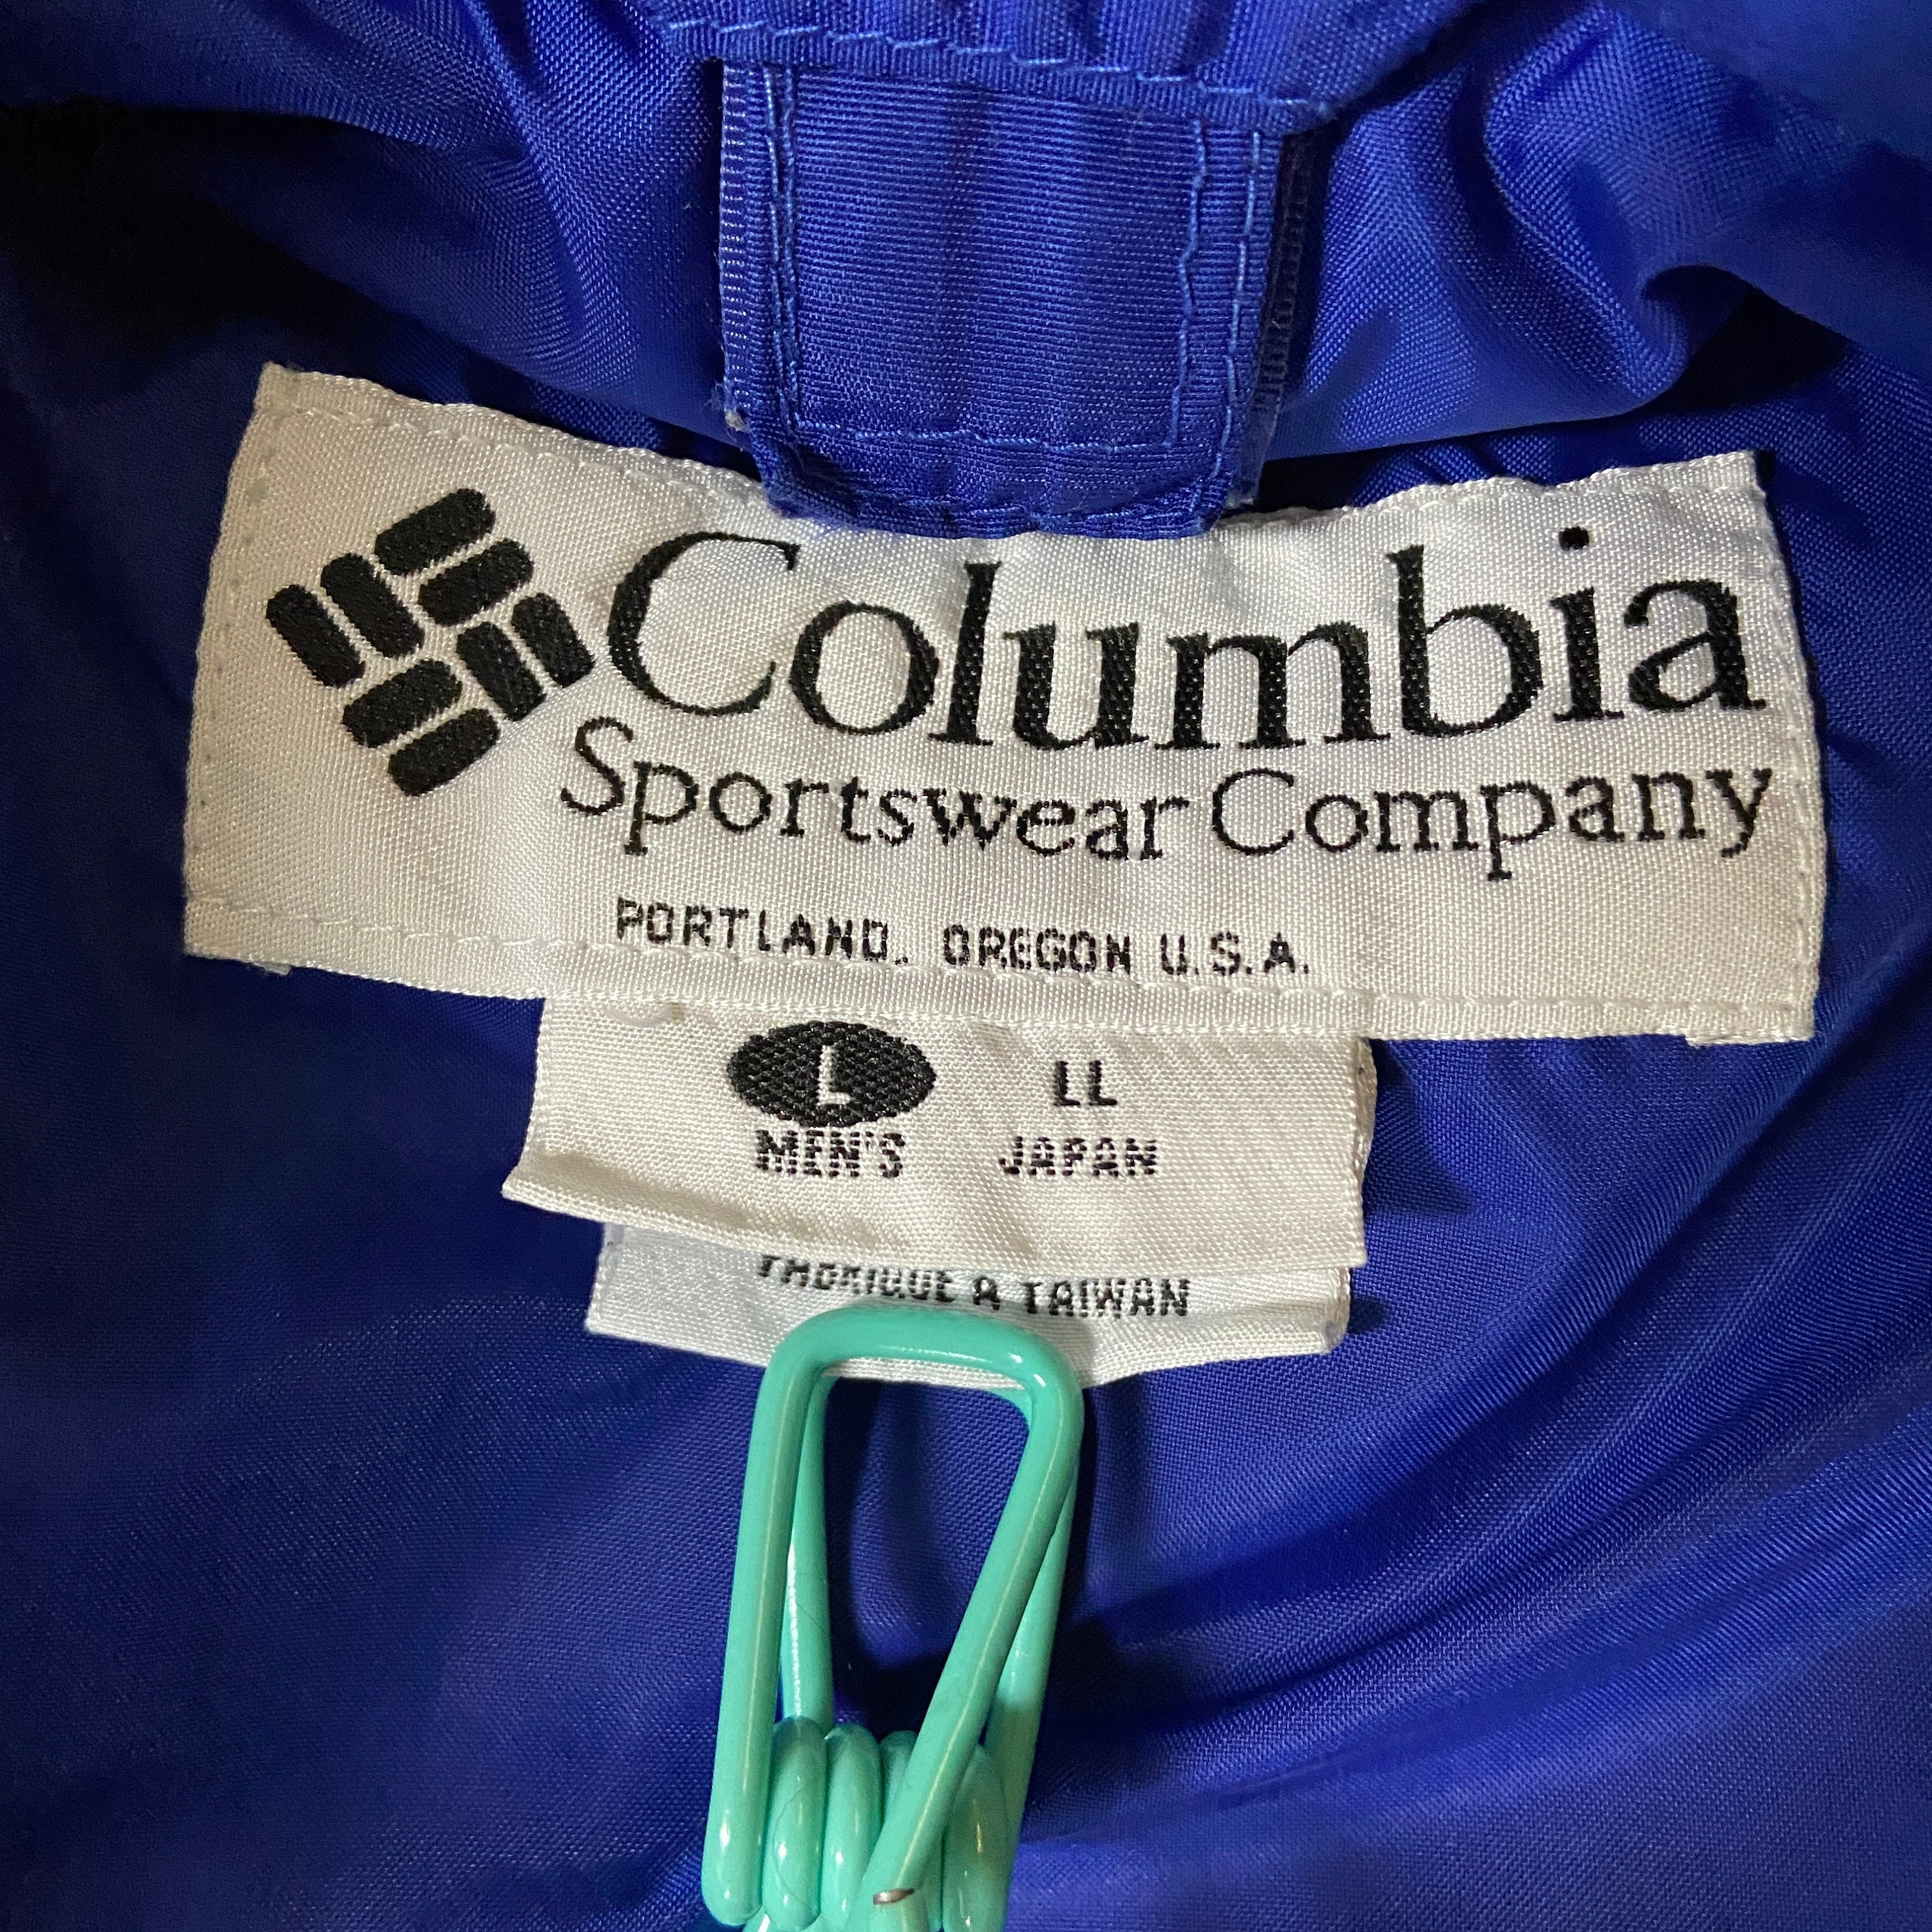 Columbia
Sportswear Company
PORTLAND, OREGON U.S.A.
L LL
MEN'S JAPAN
FABRIQUE A TAIWAN